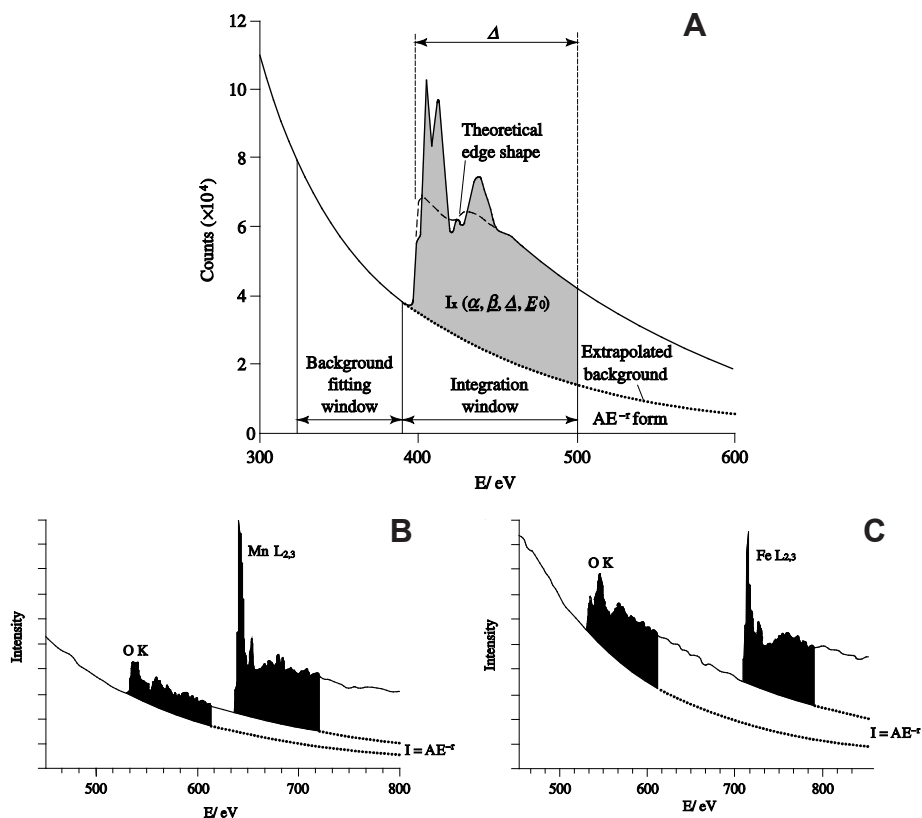 A
12
10
8
6
4
2
0
Counts (×10⁴)
Δ
Theoretical
edge shape
Iₓ (α, β, Δ, E₀)
Background
fitting
window
Integration
window
Extrapolated
background
AE⁻ʳ form
300
400
500
600
E/ eV
B
Mn L₂,₃
O K
Intensity
I = AE⁻ʳ
500
600
700
800
E/ eV
C
O K
Fe L₂,₃
Intensity
I = AE⁻ʳ
500
600
700
800
E/ eV